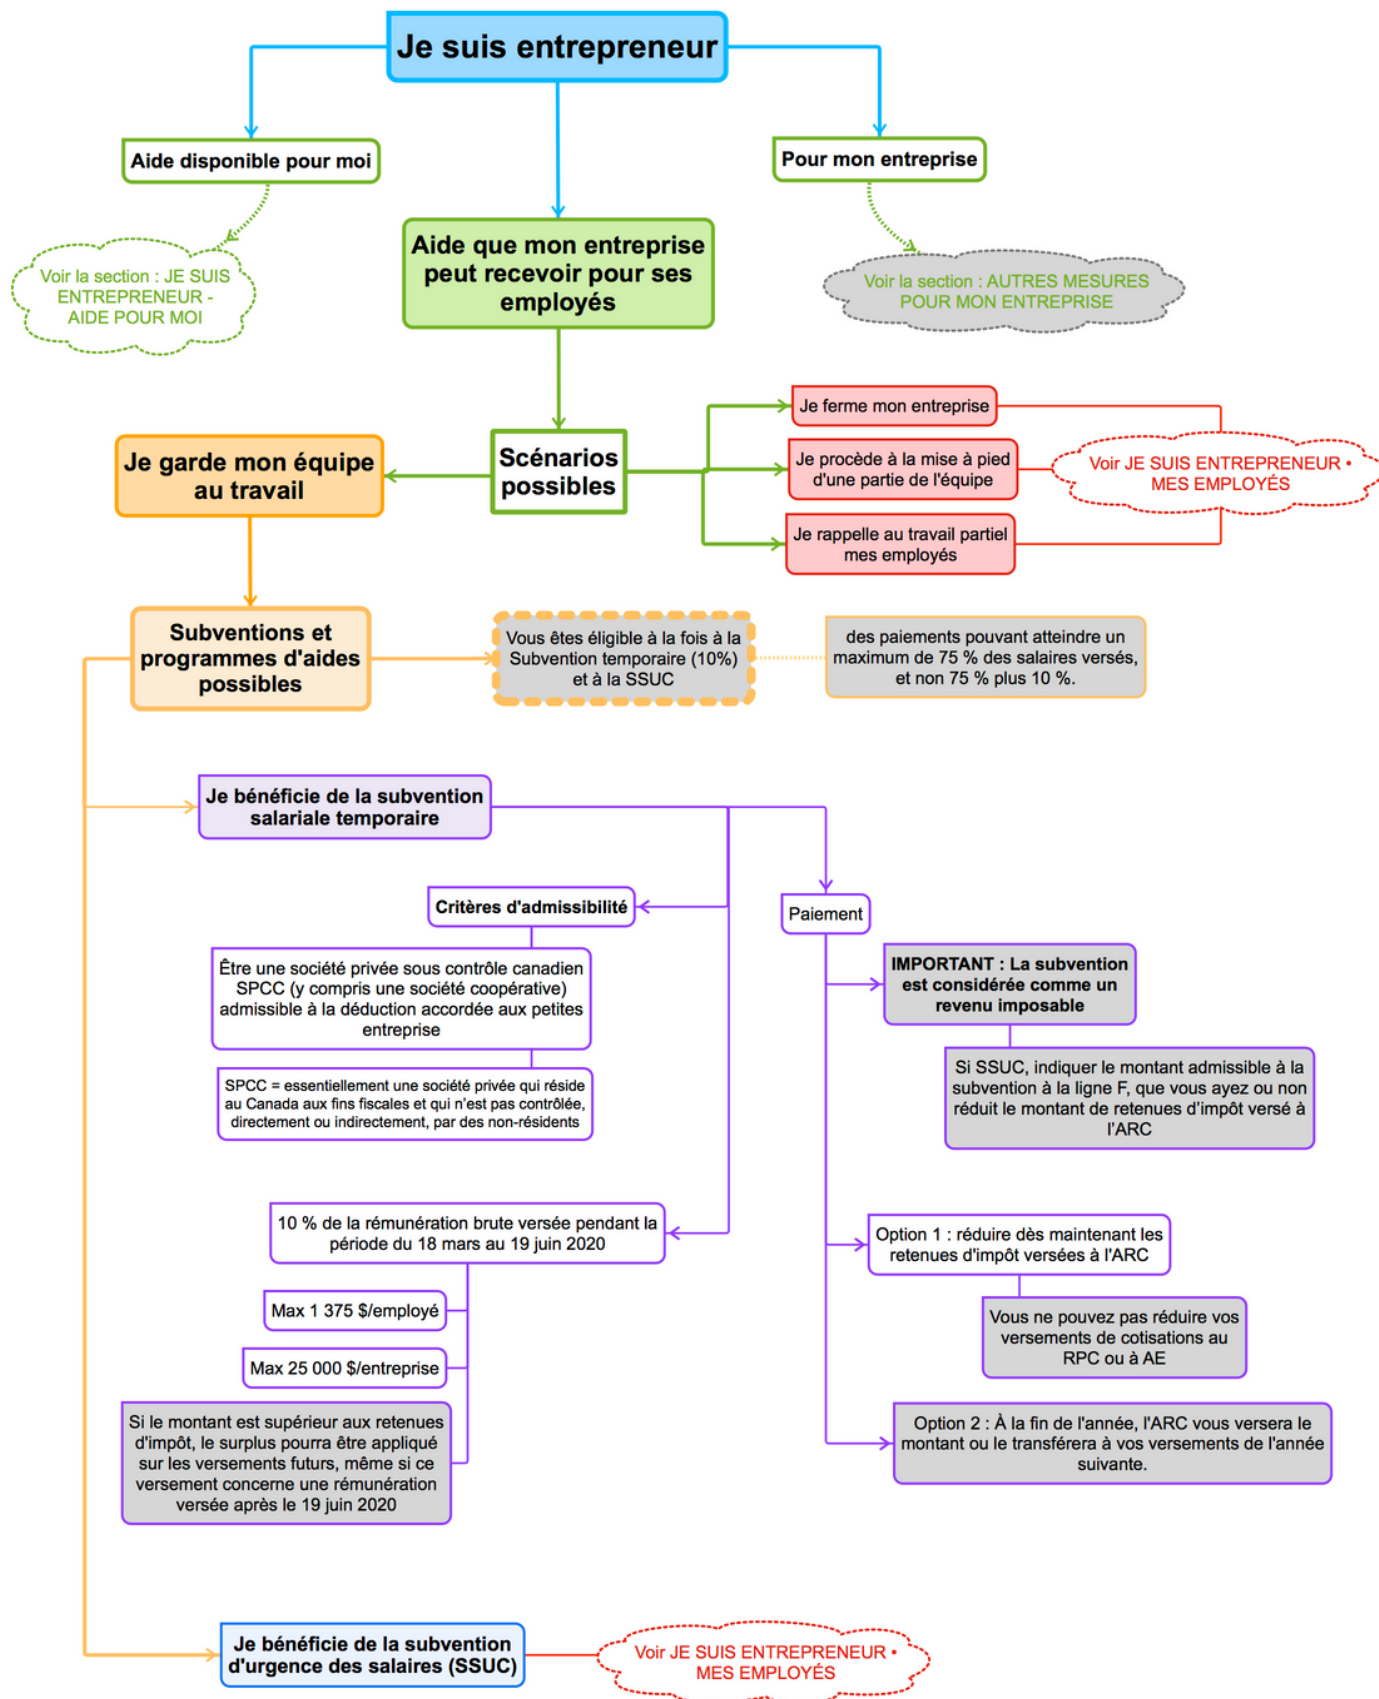 Je suis entrepreneur
Aide disponible pour moi
Pour mon entreprise
Aide que mon entreprise
peut recevoir pour ses
employés
Voir la section : JE SUIS
ENTREPRENEUR -
AIDE POUR MOI
Voir la section : AUTRES MESURES
POUR MON ENTREPRISE
Je ferme mon entreprise
Je garde mon équipe
au travail
Scénarios
possibles
Je procède à la mise à pied
d'une partie de l'équipe
Voir JE SUIS ENTREPRENEUR •
MES EMPLOYÉS
Je rappelle au travail partiel
mes employés
Subventions et
programmes d'aides
possibles
Vous êtes éligible à la fois à la
Subvention temporaire (10%)
et à la SSUC
des paiements pouvant atteindre un
maximum de 75 % des salaires versés,
et non 75 % plus 10 %.
Je bénéficie de la subvention
salariale temporaire
Critères d'admissibilité
Paiement
Être une société privée sous contrôle canadien
SPCC (y compris une société coopérative)
admissible à la déduction accordée aux petites
entreprise
IMPORTANT : La subvention
est considérée comme un
revenu imposable
SPCC = essentiellement une société privée qui réside
au Canada aux fins fiscales et qui n’est pas contrôlée,
directement ou indirectement, par des non-résidents
Si SSUC, indiquer le montant admissible à la
subvention à la ligne F, que vous ayez ou non
réduit le montant de retenues d’impôt versé à
l’ARC
10 % de la rémunération brute versée pendant la
période du 18 mars au 19 juin 2020
Option 1 : réduire dès maintenant les
retenues d'impôt versées à l'ARC
Max 1 375 $/employé
Vous ne pouvez pas réduire vos
versements de cotisations au
RPC ou à AE
Max 25 000 $/entreprise
Si le montant est supérieur aux retenues
d'impôt, le surplus pourra être appliqué
sur les versements futurs, même si ce
versement concerne une rémunération
versée après le 19 juin 2020
Option 2 : À la fin de l'année, l'ARC vous versera le
montant ou le transférera à vos versements de l'année
suivante.
Je bénéficie de la subvention
d'urgence des salaires (SSUC)
Voir JE SUIS ENTREPRENEUR •
MES EMPLOYÉS